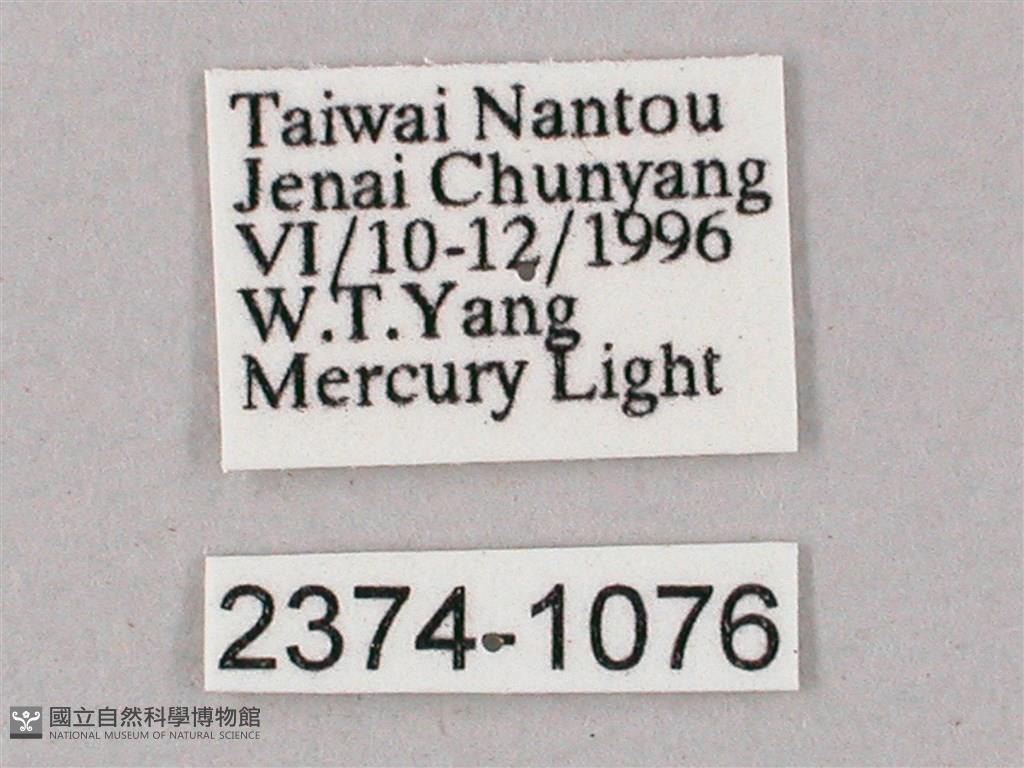 Taiwai Nantou
Jenai Chunyang
VI/10-12/1996
W.T.Yang
Mercury Light
2374-1076
國立自然科學博物館
NATIONAL MUSEUM OF NATURAL SCIENCE